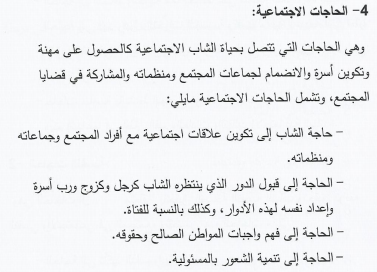 4- الحاجات الاجتماعية:
وهي الحاجات التي تتصل بحياة الشاب الاجتماعية كالحصول على مهنة
وتكوين أسرة والانضمام لجماعات المجتمع ومنظماته والمشاركة في قضايا
المجتمع، وتشمل الحاجات الاجتماعية مايلي:
- حاجة الشاب إلى تكوين علاقات اجتماعية مع أفراد المجتمع وجماعاته
ومنظماته.
- الحاجة إلى قبول الدور الذي ينتظره الشاب كرجل وكزوج ورب أسرة
وإعداد نفسه لهذه الأدوار، وكذلك بالنسبة للفتاة.
- الحاجة إلى فهم واجبات المواطن الصالح وحقوقه.
- الحاجة إلى تنمية الشعور بالمسئولية.